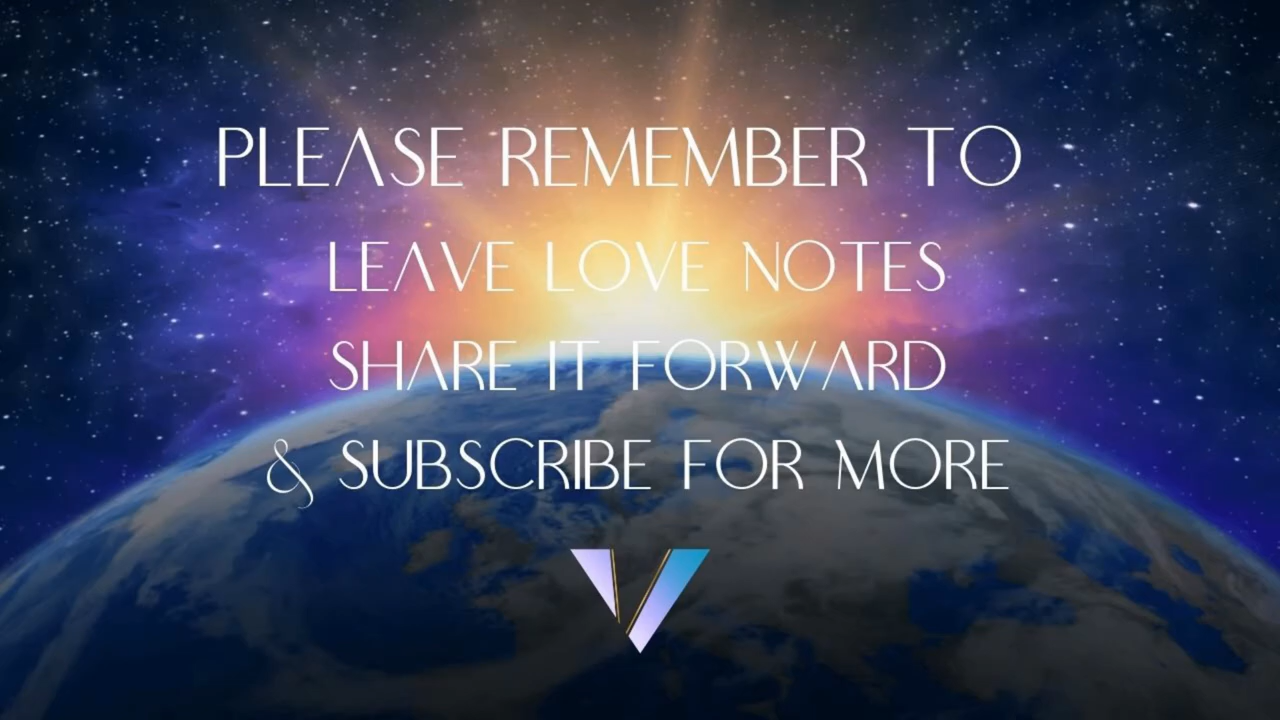 PLEASE REMEMBER TO
LEAVE LOVE NOTES
SHARE IT FORWARD
& SUBSCRIBE FOR MORE